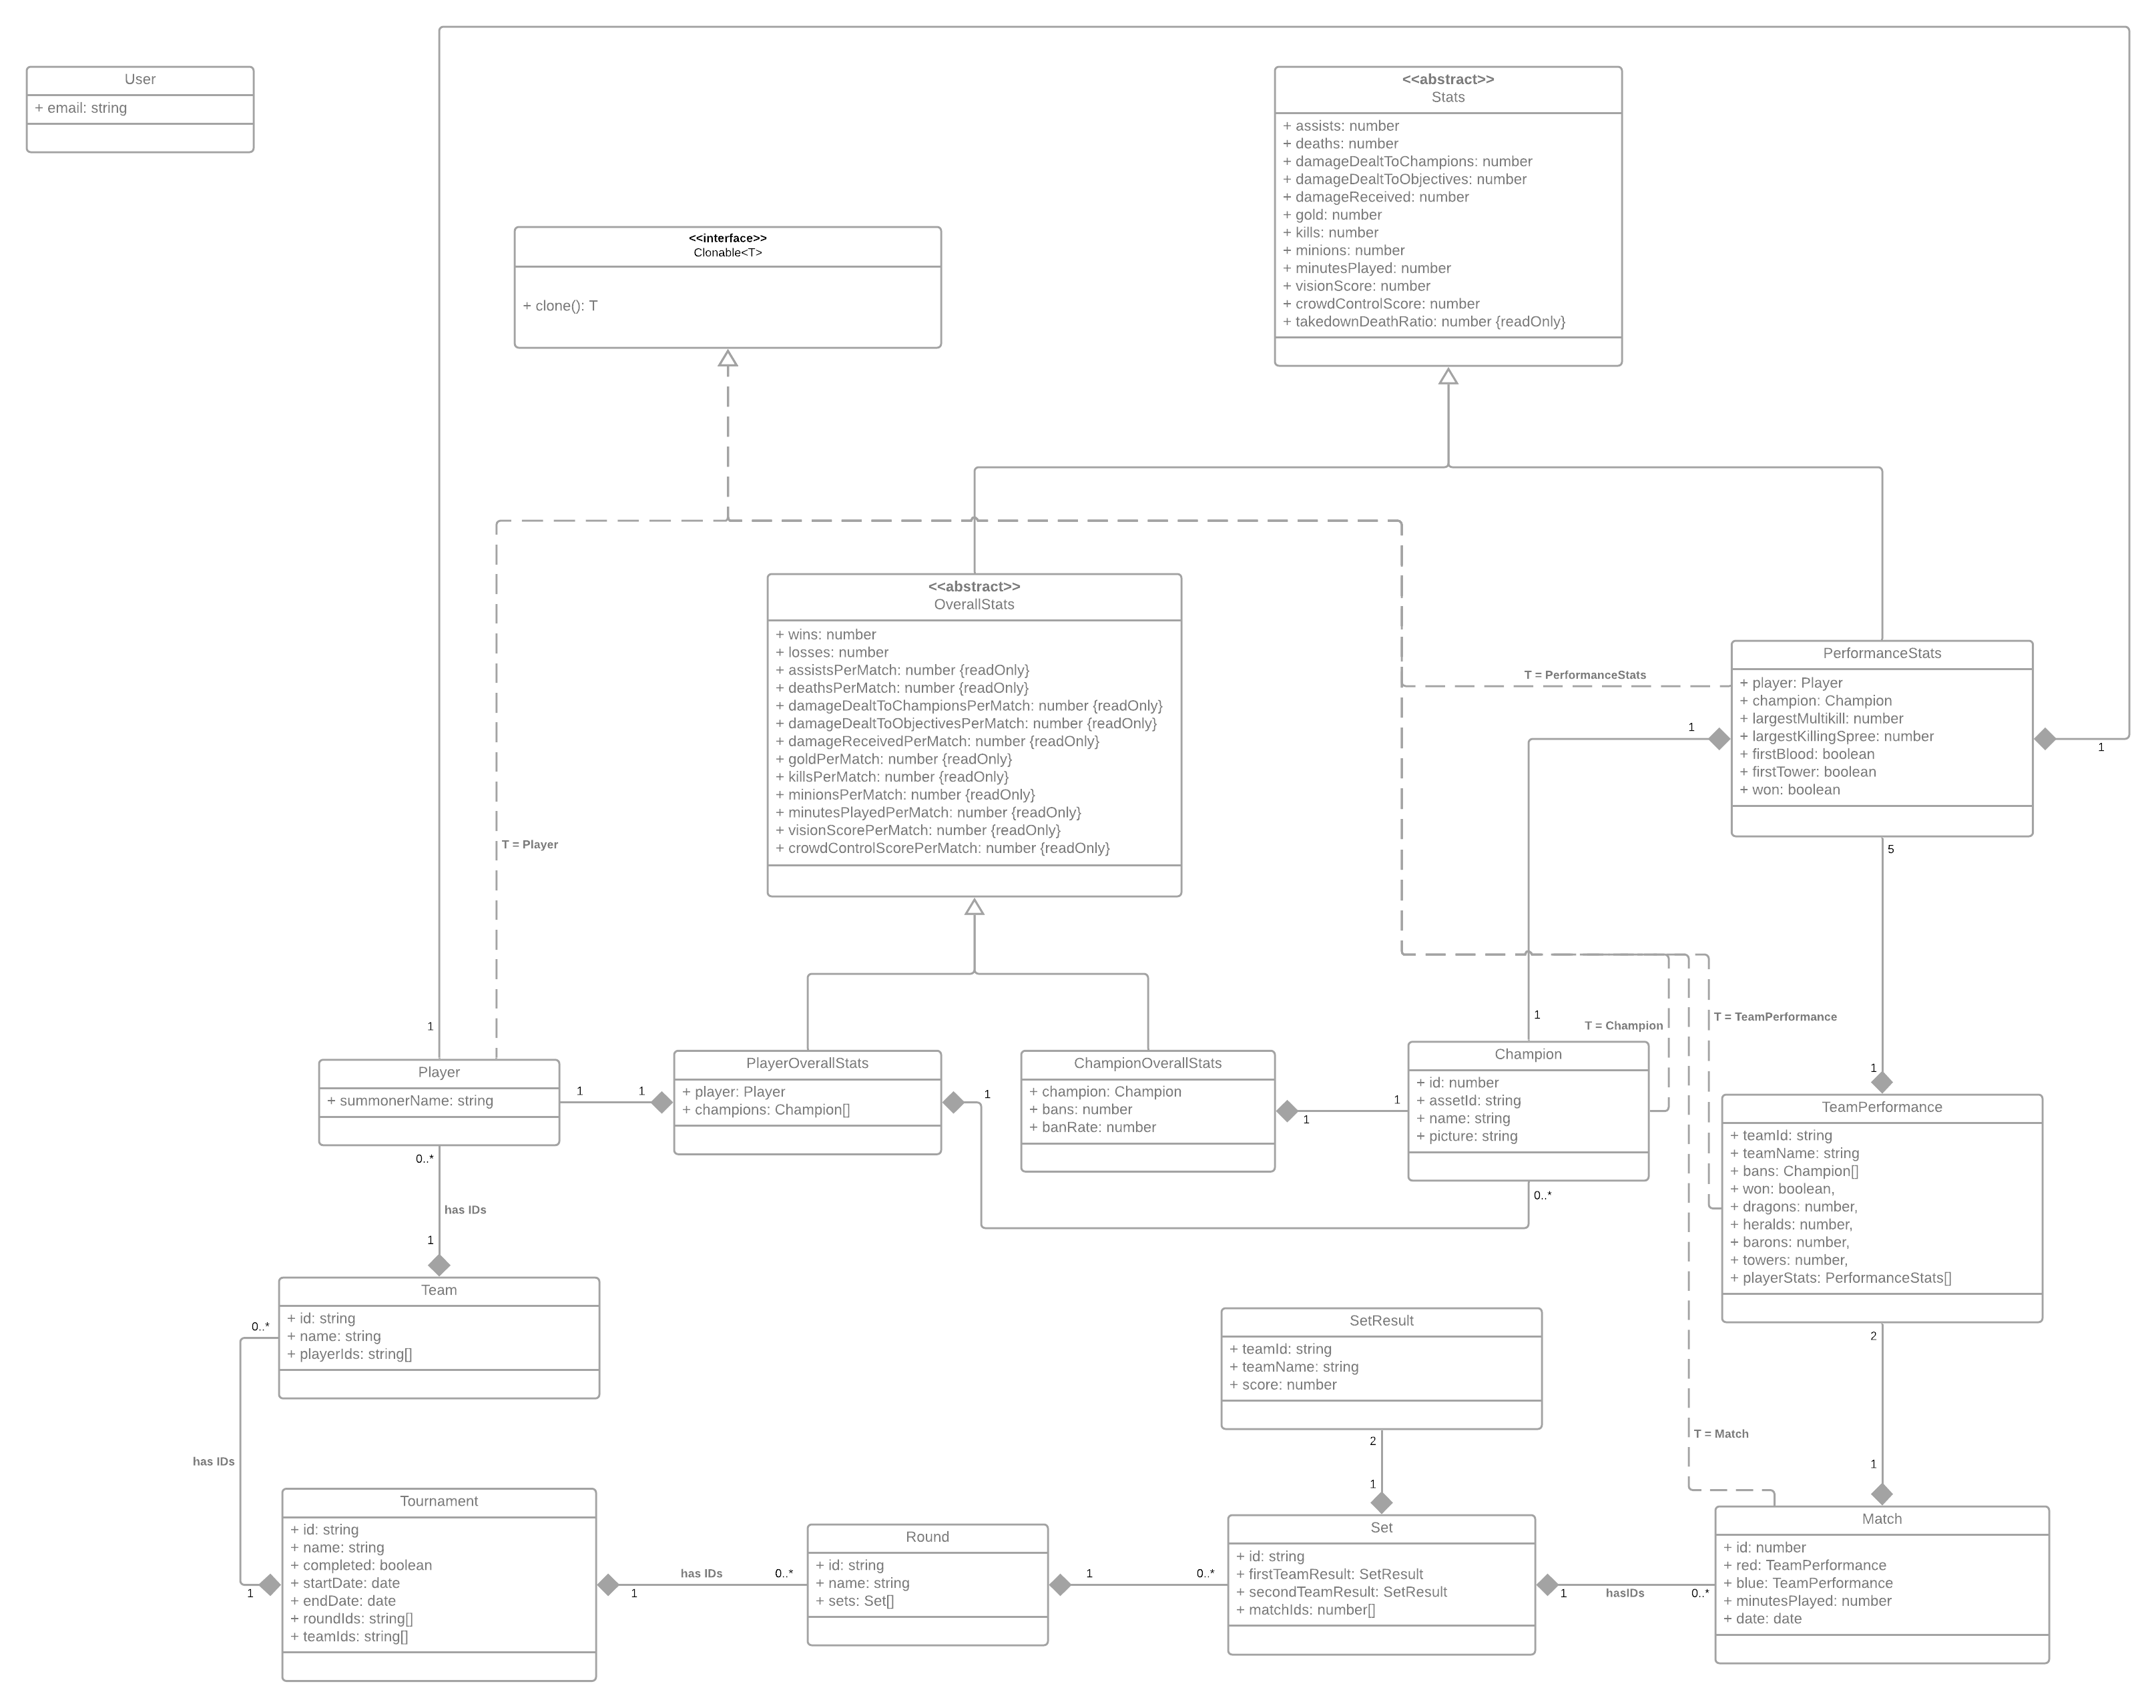 User
+ email: string
<<abstract>>
Stats
+ assists: number
+ deaths: number
+ damageDealtToChampions: number
+ damageDealtToObjectives: number
+ damageReceived: number
+ gold: number
+ kills: number
+ minions: number
+ minutesPlayed: number
+ visionScore: number
+ crowdControlScore: number
+ takedownDeathRatio: number {readOnly}
<<interface>>
Clonable<T>
+ clone(): T
<<abstract>>
OverallStats
+ wins: number
+ losses: number
+ assistsPerMatch: number {readOnly}
+ deathsPerMatch: number {readOnly}
+ damageDealtToChampionsPerMatch: number {readOnly}
+ damageDealtToObjectivesPerMatch: number {readOnly}
+ damageReceivedPerMatch: number {readOnly}
+ goldPerMatch: number {readOnly}
+ killsPerMatch: number {readOnly}
+ minionsPerMatch: number {readOnly}
+ minutesPlayedPerMatch: number {readOnly}
+ visionScorePerMatch: number {readOnly}
+ crowdControlScorePerMatch: number {readOnly}
T = PerformanceStats
PerformanceStats
+ player: Player
+ champion: Champion
+ largestMultikill: number
+ largestKillingSpree: number
+ firstBlood: boolean
+ firstTower: boolean
+ won: boolean
1
1
5
T = Player
1
1
T = Champion
T = TeamPerformance
Player
+ summonerName: string
1
1
PlayerOverallStats
+ player: Player
+ champions: Champion[]
1
ChampionOverallStats
+ champion: Champion
+ bans: number
+ banRate: number
1
1
Champion
+ id: number
+ assetId: string
+ name: string
+ picture: string
0..*
1
TeamPerformance
+ teamId: string
+ teamName: string
+ bans: Champion[]
+ won: boolean,
+ dragons: number,
+ heralds: number,
+ barons: number,
+ towers: number,
+ playerStats: PerformanceStats[]
0..*
has IDs
1
Team
+ id: string
+ name: string
+ playerIds: string[]
0..*
has IDs
1
SetResult
+ teamId: string
+ teamName: string
+ score: number
2
1
2
T = Match
1
Tournament
+ id: string
+ name: string
+ completed: boolean
+ startDate: date
+ endDate: date
+ roundIds: string[]
+ teamIds: string[]
1
has IDs
0..*
Round
+ id: string
+ name: string
+ sets: Set[]
1
0..*
Set
+ id: string
+ firstTeamResult: SetResult
+ secondTeamResult: SetResult
+ matchIds: number[]
1
hasIDs
0..*
Match
+ id: number
+ red: TeamPerformance
+ blue: TeamPerformance
+ minutesPlayed: number
+ date: date